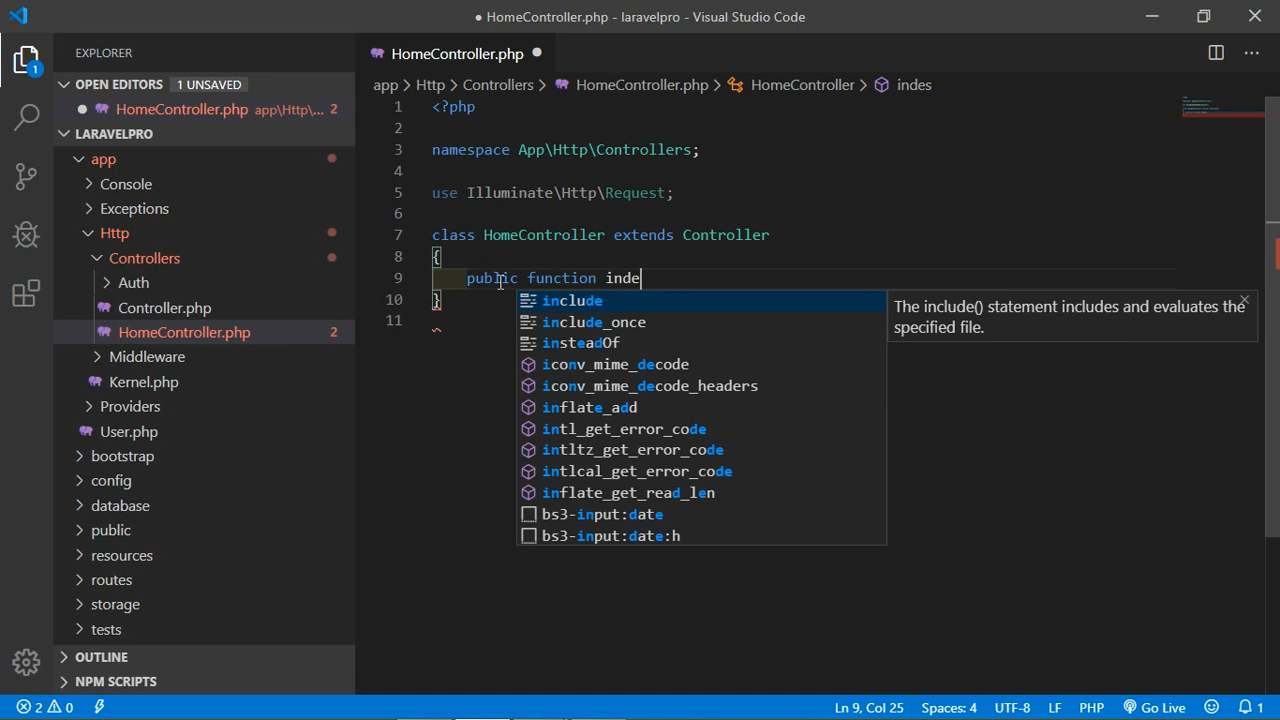 ● HomeController.php - laravelpro - Visual Studio Code
EXPLORER
OPEN EDITORS 1 UNSAVED
HomeController.php app\Http\... 2
LARAVELPRO
app
Console
Exceptions
Http
Controllers
Auth
Controller.php
HomeController.php 2
Middleware
Kernel.php
Providers
User.php
bootstrap
config
database
public
resources
routes
storage
tests
OUTLINE
NPM SCRIPTS
1
HomeController.php ●
app > Http > Controllers > HomeController.php > HomeController > indes
1 <?php
2
3 namespace App\Http\Controllers;
4
5 use Illuminate\Http\Request;
6
7 class HomeController extends Controller
8 {
9 public function inde
10 }
11
include
include_once
insteadOf
iconv_mime_decode
iconv_mime_decode_headers
inflate_add
intl_get_error_code
intltz_get_error_code
intlcal_get_error_code
inflate_get_read_len
bs3-input:date
bs3-input:date:h
The include() statement includes and evaluates the
specified file.
2 0 Ln 9, Col 25 Spaces: 4 UTF-8 LF PHP Go Live 1